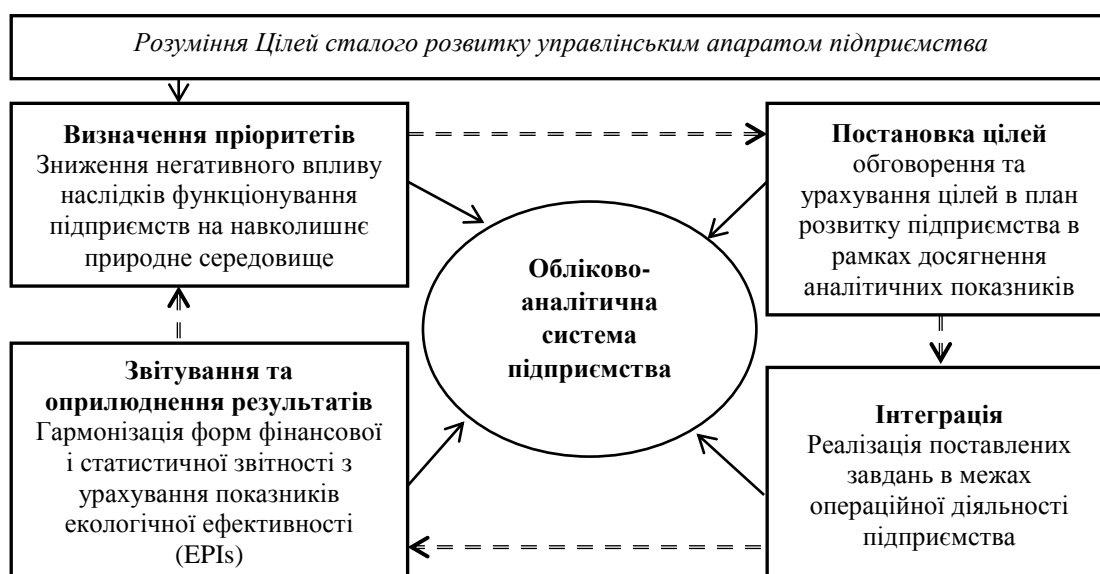 Розуміння Цілей сталого розвитку управлінським апаратом підприємства
Визначення пріоритетів
Зниження негативного впливу
наслідків функціонування
підприємств на навколишнє
природне середовище
Постановка цілей
обговорення та
урахування цілей в план
розвитку підприємства в
рамках досягнення
аналітичних показників
Обліково-
аналітична
система
підприємства
Звітування та
оприлюднення результатів
Гармонізація форм фінансової
і статистичної звітності з
урахування показників
екологічної ефективності
(EPIs)
Інтеграція
Реалізація поставлених
завдань в межах
операційної діяльності
підприємства